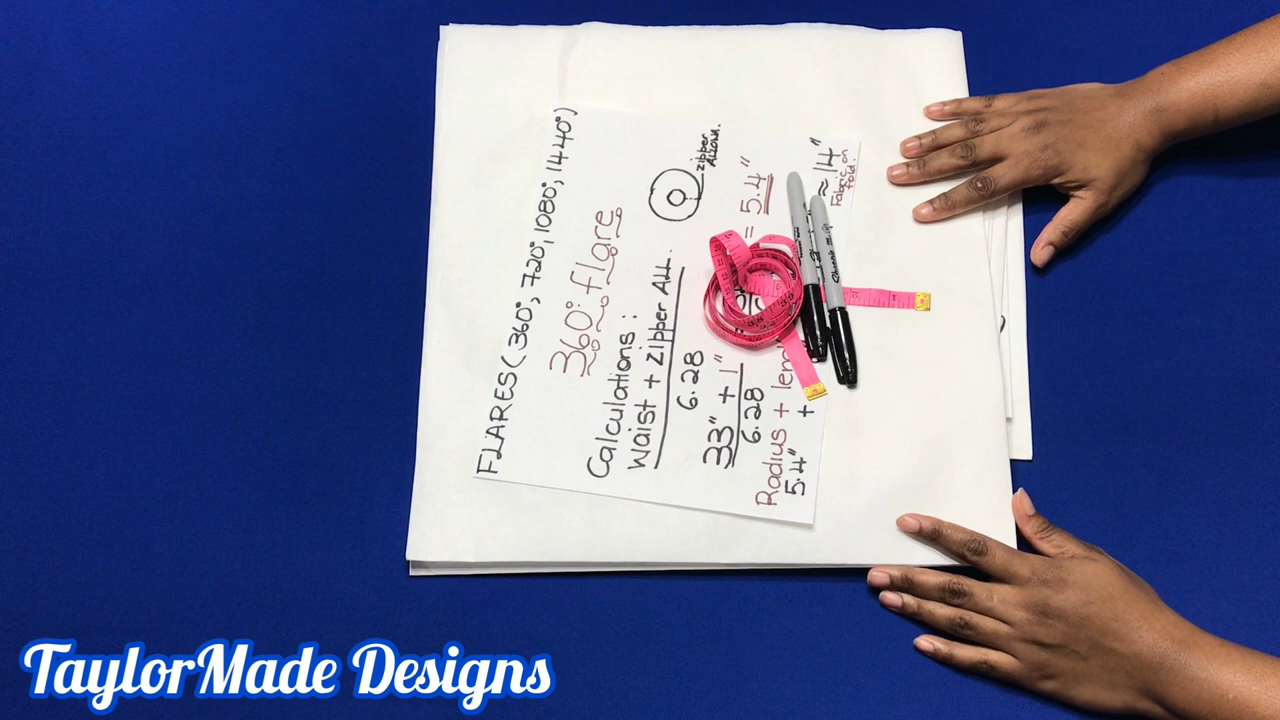 FLARES (360°, 720°, 1080°, 1440°)
360° flare
Calculations :
Waist + Zipper All.
6.28
zipper
Allow.
33" + 1" = 5.4"
6.28
Radius + len
5.4" + ≈ 14"
Fabric on
fold.
TaylorMade Designs